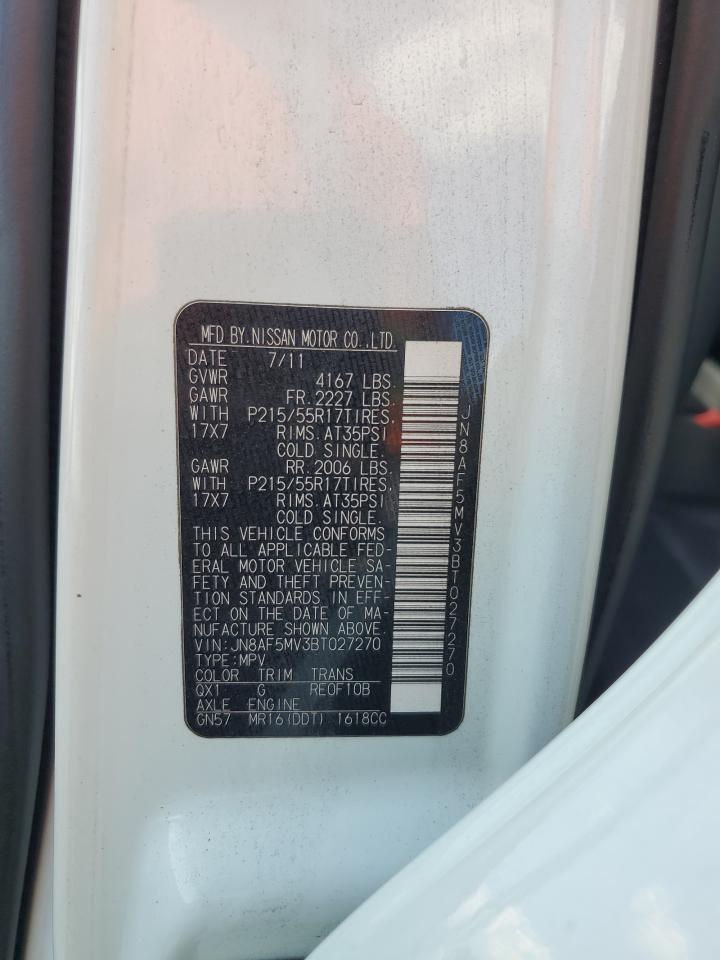 MFD BY.NISSAN MOTOR CO.,LTD.
DATE 7/11
GVWR 4167 LBS.
GAWR FR.2227 LBS.
WITH P215/55R17TIRES,
17X7 RIMS.AT35PSI
COLD SINGLE.
GAWR RR.2006 LBS.
WITH P215/55R17TIRES,
17X7 RIMS.AT35PSI
COLD SINGLE.
THIS VEHICLE CONFORMS
TO ALL APPLICABLE FED-
ERAL MOTOR VEHICLE SA-
FETY AND THEFT PREVEN-
TION STANDARDS IN EFF-
ECT ON THE DATE OF MA-
NUFACTURE SHOWN ABOVE.
VIN:JN8AF5MV3BT027270
TYPE:MPV
COLOR TRIM TRANS
QX1 G RE0F10B
AXLE ENGINE
GN57 MR16(DDT) 1618CC
JN8AF5MV3BT027270